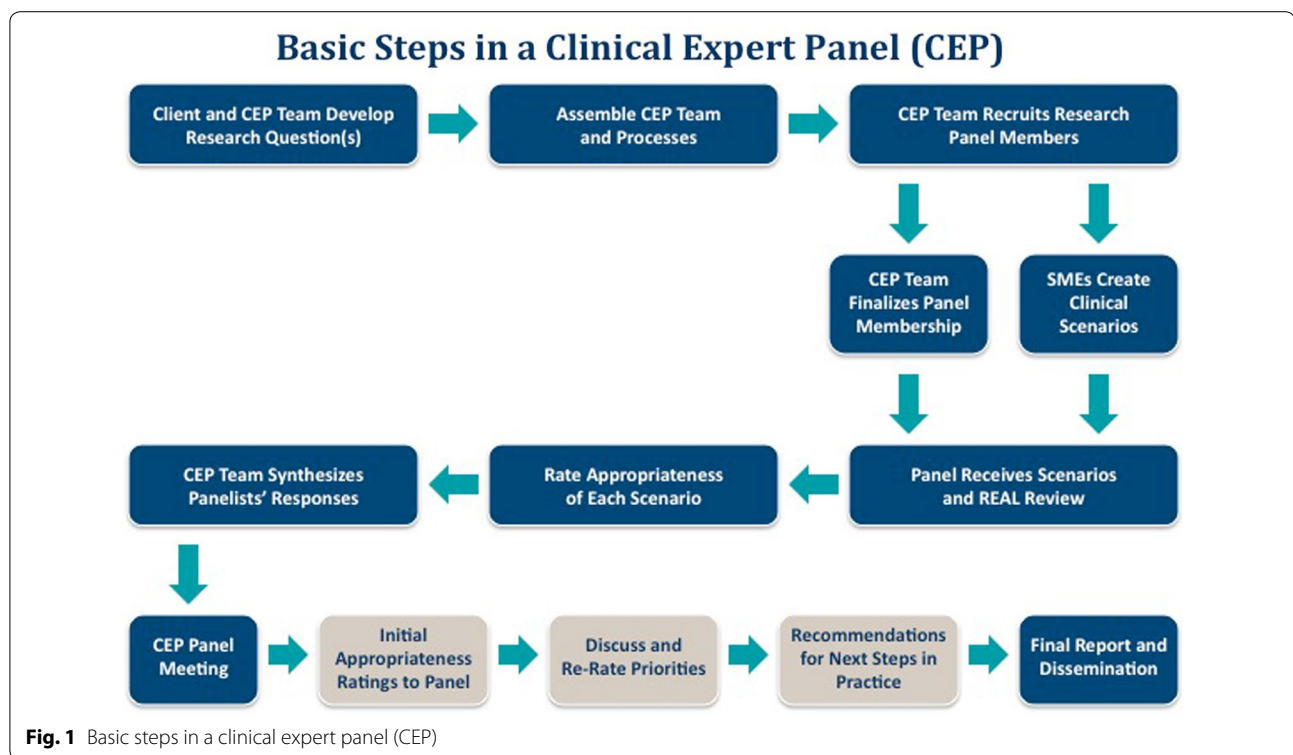 Basic Steps in a Clinical Expert Panel (CEP)
Client and CEP Team Develop
Research Question(s)
Assemble CEP Team
and Processes
CEP Team Recruits Research
Panel Members
CEP Team
Finalizes Panel
Membership
SMEs Create
Clinical
Scenarios
Panel Receives Scenarios
and REAL Review
Rate Appropriateness
of Each Scenario
CEP Team Synthesizes
Panelists' Responses
CEP Panel
Meeting
Initial
Appropriateness
Ratings to Panel
Discuss and
Re-Rate Priorities
Recommendations
for Next Steps in
Practice
Final Report and
Dissemination
Fig. 1 Basic steps in a clinical expert panel (CEP)